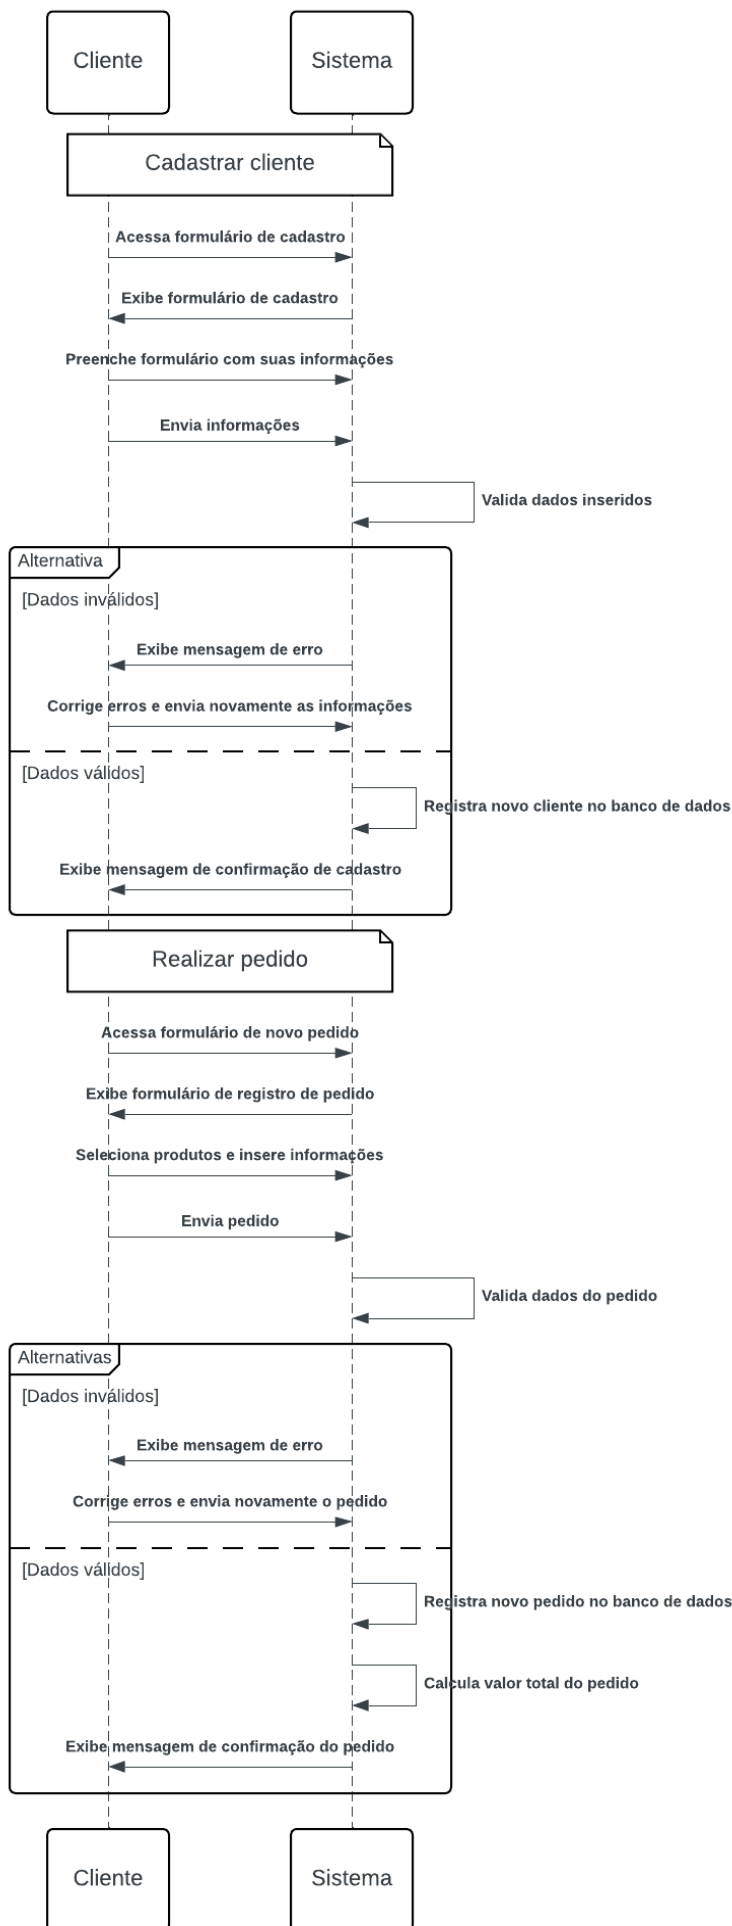 Cliente
Sistema
Cadastrar cliente
Acessa formulário de cadastro
Exibe formulário de cadastro
Preenche formulário com suas informações
Envia informações
Valida dados inseridos
Alternativa
[Dados inválidos]
Exibe mensagem de erro
Corrige erros e envia novamente as informações
[Dados válidos]
Registra novo cliente no banco de dados
Exibe mensagem de confirmação de cadastro
Realizar pedido
Acessa formulário de novo pedido
Exibe formulário de registro de pedido
Seleciona produtos e insere informações
Envia pedido
Valida dados do pedido
Alternativas
[Dados inválidos]
Exibe mensagem de erro
Corrige erros e envia novamente o pedido
[Dados válidos]
Registra novo pedido no banco de dados
Calcula valor total do pedido
Exibe mensagem de confirmação do pedido
Cliente
Sistema